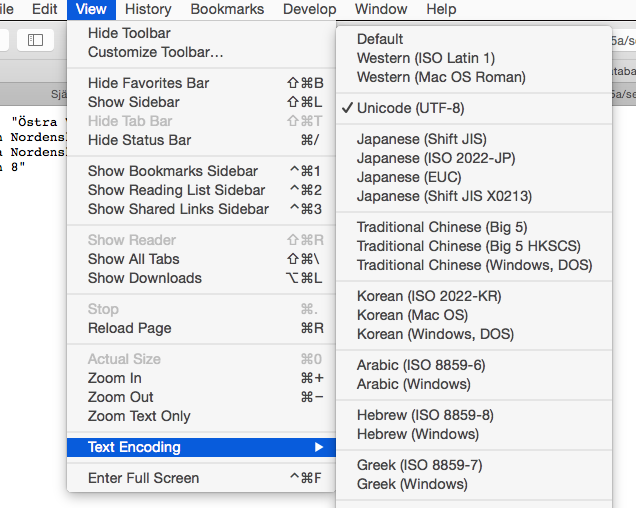 ile Edit View History Bookmarks Develop Window Help
Hide Toolbar
Customize Toolbar…
Hide Favorites Bar ⇧⌘B
Show Sidebar ⇧⌘L
Hide Tab Bar ⇧⌘T
Hide Status Bar ⌘/
Show Bookmarks Sidebar ^⌘1
Show Reading List Sidebar ^⌘2
Show Shared Links Sidebar ^⌘3
Show Reader ⇧⌘R
Show All Tabs ⇧⌘\
Show Downloads ⌥⌘L
Stop ⌘.
Reload Page ⌘R
Actual Size ⌘0
Zoom In ⌘+
Zoom Out ⌘−
Zoom Text Only
Text Encoding ▶
Enter Full Screen ^⌘F
Default
Western (ISO Latin 1)
Western (Mac OS Roman)
✓ Unicode (UTF-8)
Japanese (Shift JIS)
Japanese (ISO 2022-JP)
Japanese (EUC)
Japanese (Shift JIS X0213)
Traditional Chinese (Big 5)
Traditional Chinese (Big 5 HKSCS)
Traditional Chinese (Windows, DOS)
Korean (ISO 2022-KR)
Korean (Mac OS)
Korean (Windows, DOS)
Arabic (ISO 8859-6)
Arabic (Windows)
Hebrew (ISO 8859-8)
Hebrew (Windows)
Greek (ISO 8859-7)
Greek (Windows)
Sjä
"Östra
Nordensk
Nordensk
8"
5a/se
taba
5a/se